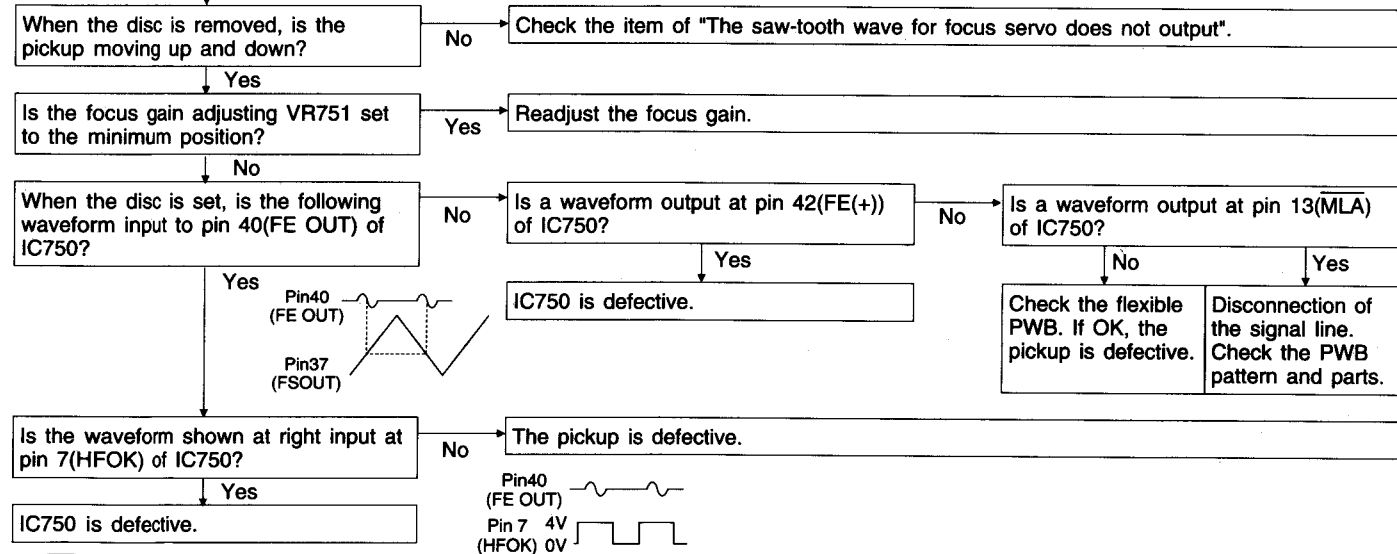 When the disc is removed, is the
pickup moving up and down?
No
Check the item of "The saw-tooth wave for focus servo does not output".
Yes
Is the focus gain adjusting VR751 set
to the minimum position?
Yes
Readjust the focus gain.
No
When the disc is set, is the following
waveform input to pin 40(FE OUT) of
IC750?
No
Is a waveform output at pin 42(FE(+))
of IC750?
No
Is a waveform output at pin 13(M̅L̅A̅)
of IC750?
Yes
Yes
No
Yes
IC750 is defective.
Check the flexible
PWB. If OK, the
pickup is defective.
Disconnection of
the signal line.
Check the PWB
pattern and parts.
Pin40
(FE OUT)
Pin37
(FSOUT)
Is the waveform shown at right input at
pin 7(HFOK) of IC750?
No
The pickup is defective.
Yes
IC750 is defective.
Pin40
(FE OUT)
Pin 7 4V
(HFOK) 0V